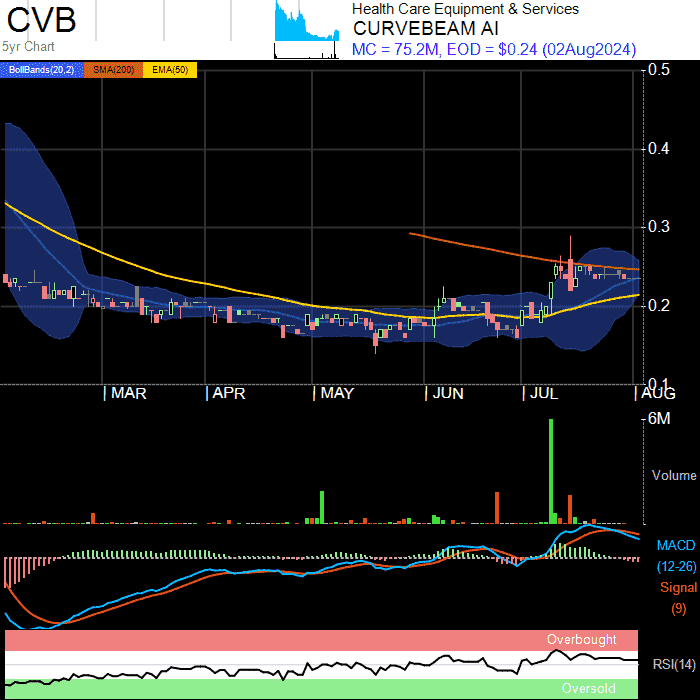 CVB
5yr Chart
Health Care Equipment & Services
CURVEBEAM AI
MC = 75.2M, EOD = $0.24 (02Aug2024)
BollBands(20,2) SMA(200) EMA(50)
0.5
0.4
0.3
0.2
0.1
MAR APR MAY JUN JUL AUG
6M
Volume
MACD
(12-26)
Signal
(9)
Overbought
RSI(14)
Oversold